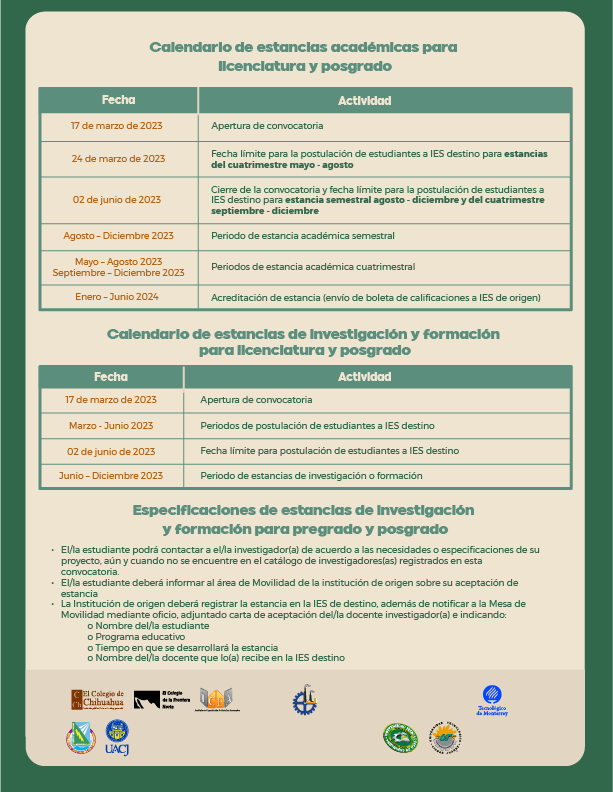 Calendario de estancias académicas para
licenciatura y posgrado
Fecha
Actividad
17 de marzo de 2023
Apertura de convocatoria
24 de marzo de 2023
Fecha límite para la postulación de estudiantes a IES destino para estancias
del cuatrimestre mayo - agosto
02 de junio de 2023
Cierre de la convocatoria y fecha límite para la postulación de estudiantes a
IES destino para estancia semestral agosto - diciembre y del cuatrimestre
septiembre - diciembre
Agosto – Diciembre 2023
Periodo de estancia académica semestral
Mayo – Agosto 2023
Septiembre – Diciembre 2023
Periodos de estancia académica cuatrimestral
Enero – Junio 2024
Acreditación de estancia (envío de boleta de calificaciones a IES de origen)
Calendario de estancias de investigación y formación
para licenciatura y posgrado
Fecha
Actividad
17 de marzo de 2023
Apertura de convocatoria
Marzo - Junio 2023
Periodos de postulación de estudiantes a IES destino
02 de junio de 2023
Fecha límite para postulación de estudiantes a IES destino
Junio – Diciembre 2023
Periodo de estancias de investigación o formación
Especificaciones de estancias de investigación
y formación para pregrado y posgrado
• El/la estudiante podrá contactar a el/la investigador(a) de acuerdo a las necesidades o especificaciones de su
proyecto, aún y cuando no se encuentre en el catálogo de investigadores(as) registrados en esta
convocatoria.
• El/la estudiante deberá informar al área de Movilidad de la institución de origen sobre su aceptación de
estancia
• La Institución de origen deberá registrar la estancia en la IES de destino, además de notificar a la Mesa de
Movilidad mediante oficio, adjuntado carta de aceptación del/la docente investigador(a) e indicando:
o Nombre del/la estudiante
o Programa educativo
o Tiempo en que se desarrollará la estancia
o Nombre del/la docente que lo(a) recibe en la IES destino
El Colegio de
Chihuahua
El Colegio
de la Frontera
Norte
Tecnológico
de Monterrey
UACJ